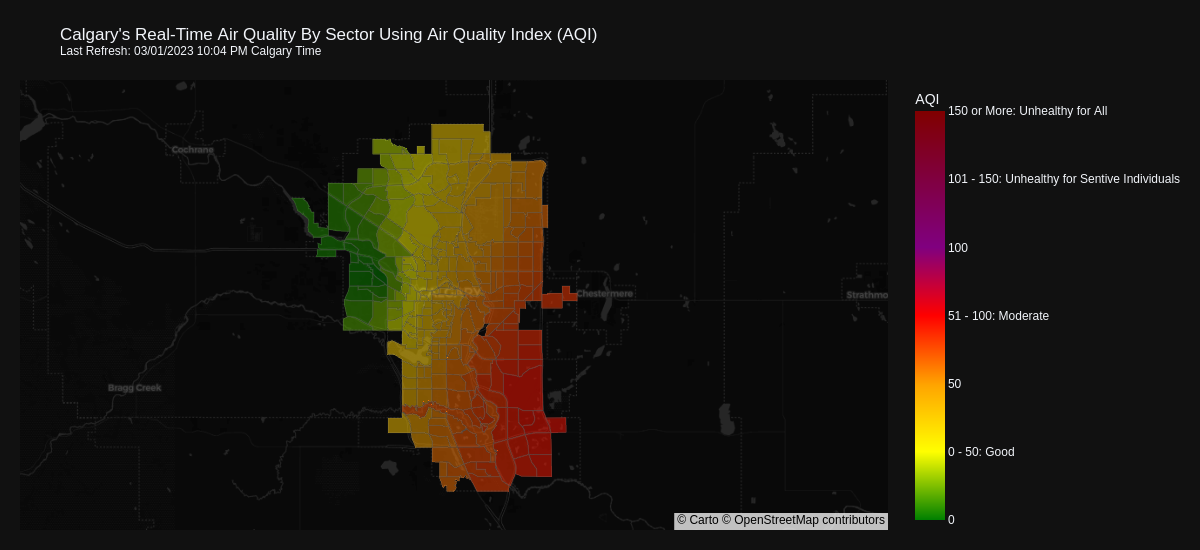 Calgary's Real-Time Air Quality By Sector Using Air Quality Index (AQI)
Last Refresh: 03/01/2023 10:04 PM Calgary Time
AQI
150 or More: Unhealthy for All
Cochrane
101 - 150: Unhealthy for Sentive Individuals
100
CALGARY
Chestermere
Strathmo
51 - 100: Moderate
50
Bragg Creek
0 - 50: Good
0
© Carto © OpenStreetMap contributors